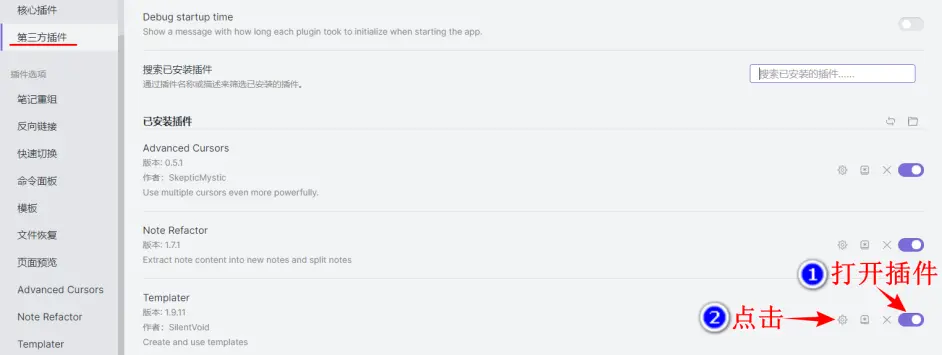 核心插件
第三方插件
插件选项
笔记重组
反向链接
快速切换
命令面板
模板
文件恢复
页面预览
Advanced Cursors
Note Refactor
Templater
Debug startup time
Show a message with how long each plugin took to initialize when starting the app.
搜索已安装插件
通过插件名称或描述来筛选已安装的插件。
搜索已安装的插件......
已安装插件
Advanced Cursors
版本: 0.5.1
作者：SkepticMystic
Use multiple cursors even more powerfully.
Note Refactor
版本: 1.7.1
Extract note content into new notes and split notes
1 打开插件
Templater
版本: 1.9.11
作者：SilentVoid
Create and use templates
2 点击